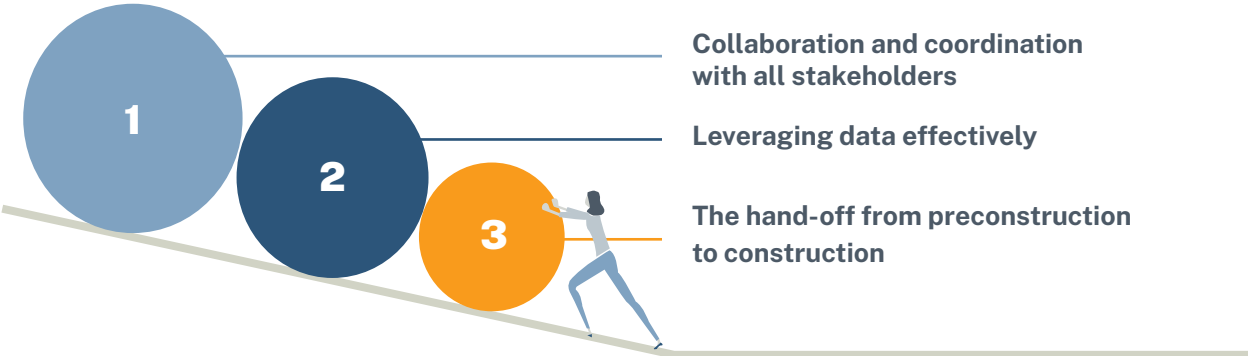 1
Collaboration and coordination
with all stakeholders
2
Leveraging data effectively
3
The hand-off from preconstruction
to construction